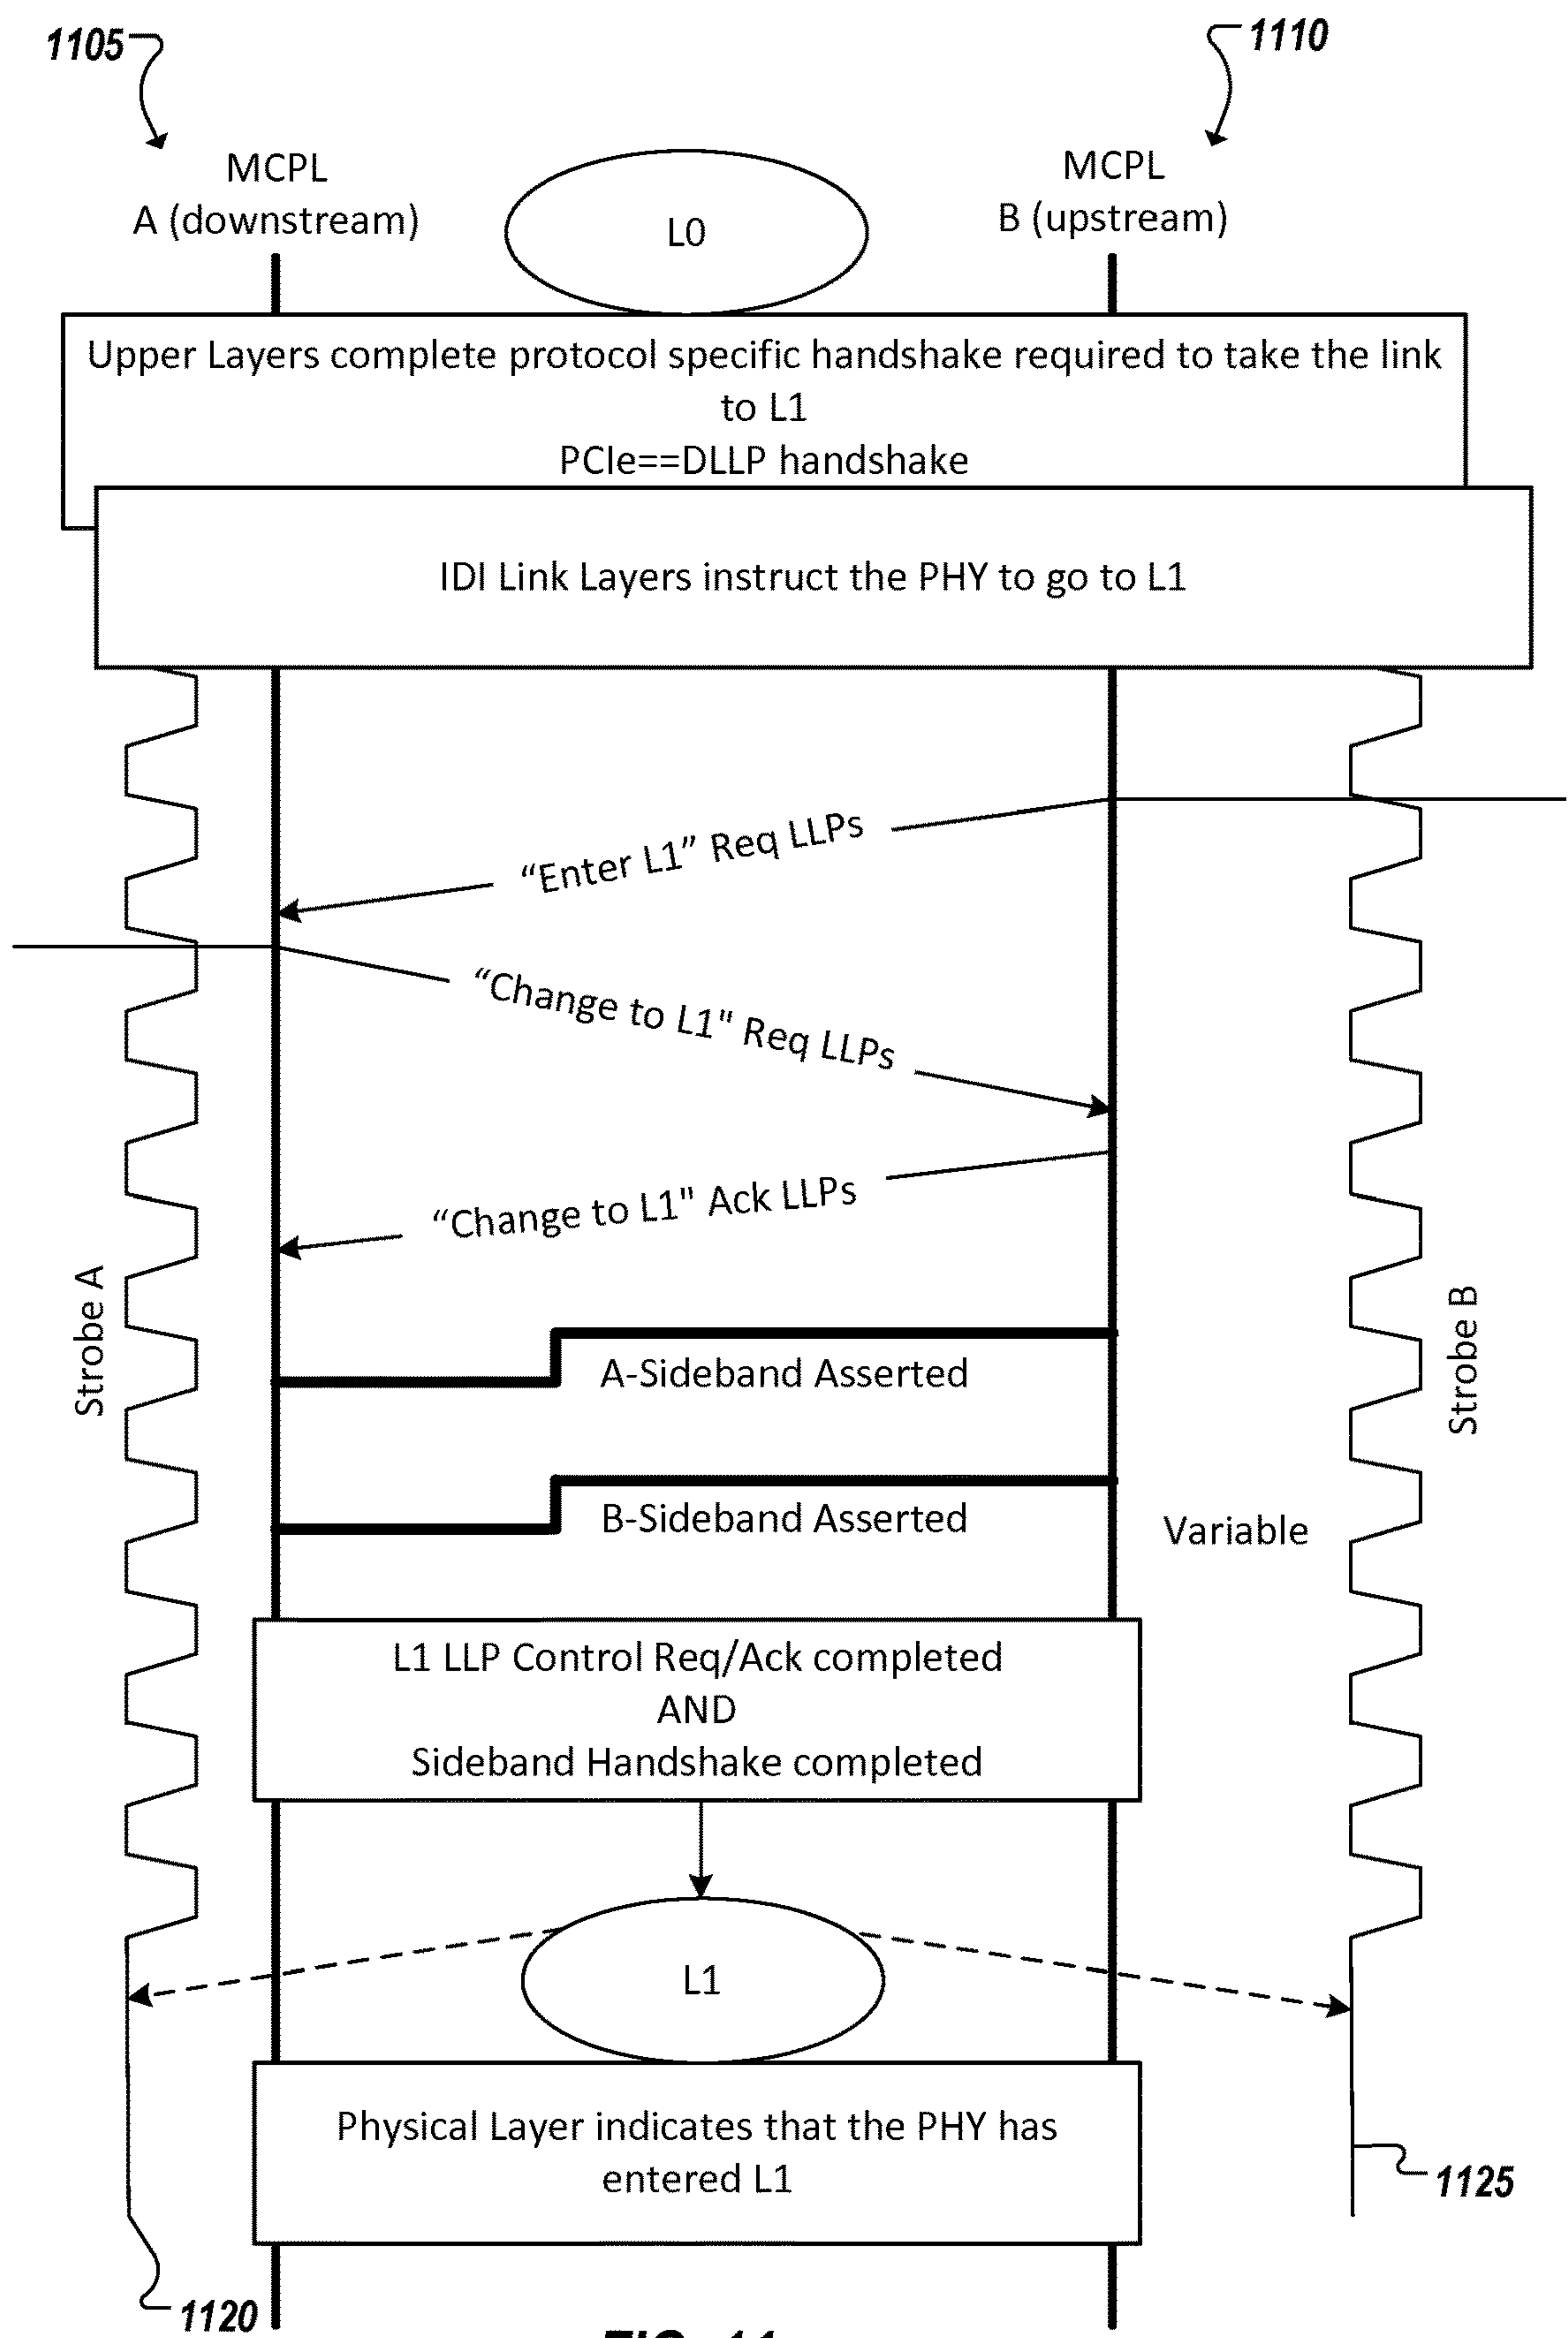 1105
1110
MCPL
A (downstream)
L0
MCPL
B (upstream)
Upper Layers complete protocol specific handshake required to take the link
to L1
PCIe==DLLP handshake
IDI Link Layers instruct the PHY to go to L1
“Enter L1” Req LLPs
“Change to L1" Req LLPs
“Change to L1" Ack LLPs
Strobe A
Strobe B
A-Sideband Asserted
B-Sideband Asserted
Variable
L1 LLP Control Req/Ack completed
AND
Sideband Handshake completed
L1
Physical Layer indicates that the PHY has
entered L1
1125
1120